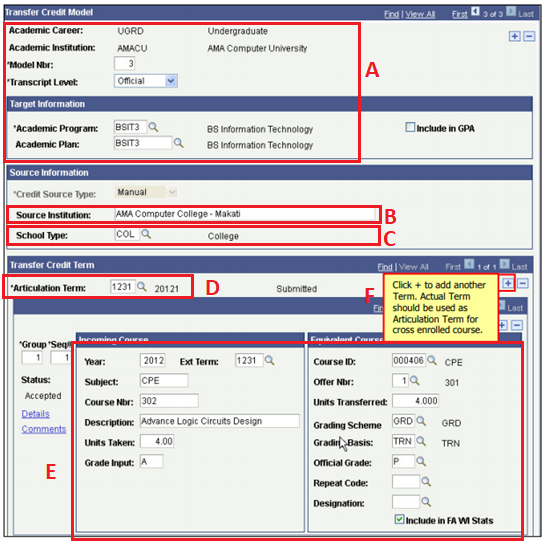 Transfer Credit Model Find | View All First 3 of 3 Last
Academic Career: UGRD Undergraduate
Academic Institution: AMACU AMA Computer University
*Model Nbr: 3
A
*Transcript Level: Official
Target Information
*Academic Program: BSIT3 BS Information Technology Include in GPA
Academic Plan: BSIT3 BS Information Technology
Source Information
*Credit Source Type: Manual
Source Institution: AMA Computer College - Makati B
School Type: COL College C
Transfer Credit Term Find | View All First 1 of 1 Last
*Articulation Term: 1231 20121 D Submitted F
Click + to add another
Term. Actual Term
should be used as
Articulation Term for
cross enrolled course.
Last
*Group *Seq# Incoming Course Equivalent Cours
1 1 Year: 2012 Ext Term: 1231 Course ID: 000406 CPE
Status: Subject: CPE Offer Nbr: 1 301
Accepted Course Nbr: 302 Units Transferred: 4.000
Details Description: Advance Logic Circuits Design Grading Scheme GRD GRD
Comments Units Taken: 4.00 Grading Basis: TRN TRN
E Grade Input: A Official Grade: P
Repeat Code:
Designation:
Include in FA WI Stats